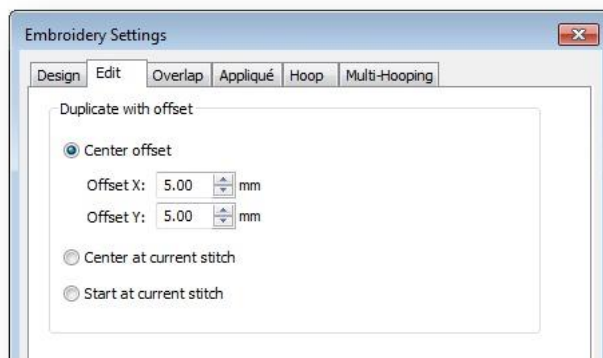 Embroidery Settings
Design Edit Overlap Appliqué Hoop Multi-Hooping
Duplicate with offset
Center offset
Offset X: 5.00 mm
Offset Y: 5.00 mm
Center at current stitch
Start at current stitch